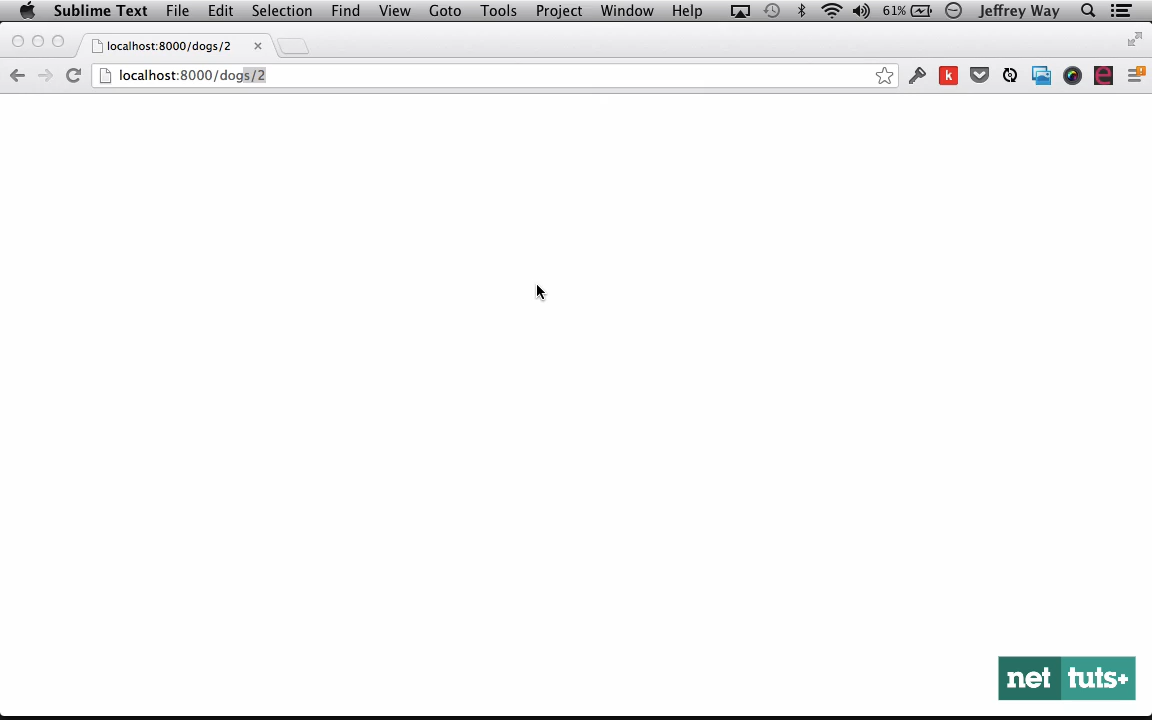 Sublime Text File Edit Selection Find View Goto Tools Project Window Help 61% Jeffrey Way
localhost:8000/dogs/2
localhost:8000/dogs/2
k e
net tuts+